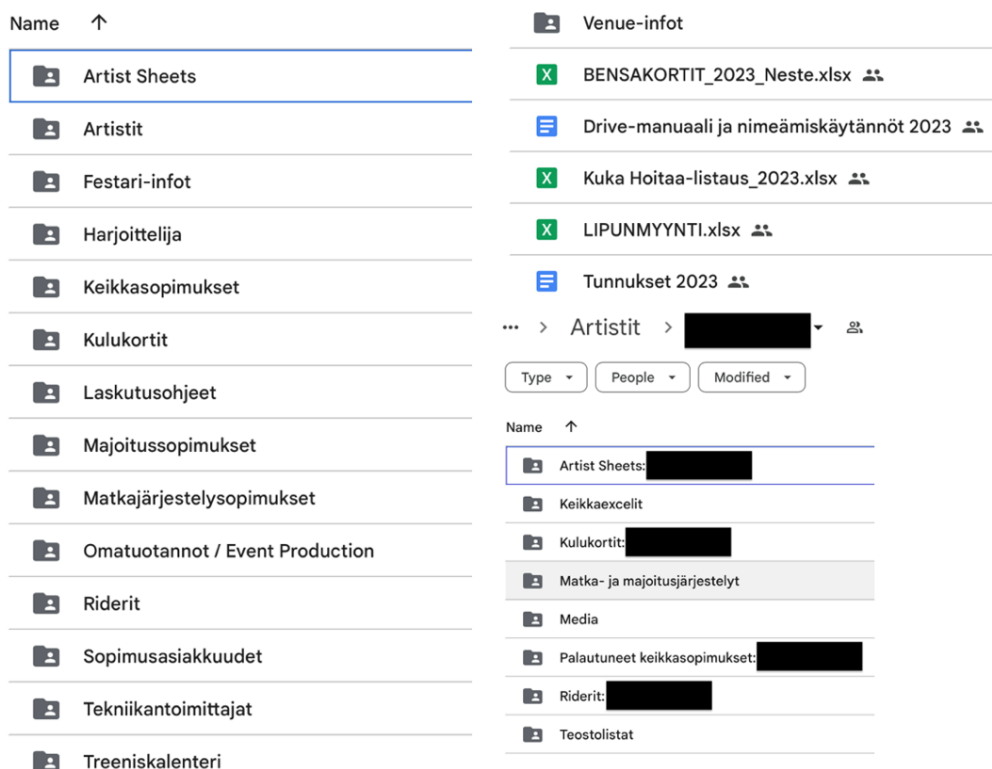 Name
Artist Sheets
Artistit
Festari-infot
Harjoittelija
Keikkasopimukset
Kulukortit
Laskutusohjeet
Majoitussopimukset
Matkajärjestelysopimukset
Omatuotannot / Event Production
Riderit
Sopimusasiakkuudet
Tekniikantoimittajat
Treeniskalenteri
Venue-infot
BENSAKORTIT_2023_Neste.xlsx
Drive-manuaali ja nimeämiskäytännöt 2023
Kuka Hoitaa-listaus_2023.xlsx
LIPUNMYYNTI.xlsx
Tunnukset 2023
... > Artistit >
Type People Modified
Name
Artist Sheets:
Keikkaexcelit
Kulukortit:
Matka- ja majoitusjärjestelyt
Media
Palautuneet keikkasopimukset:
Riderit:
Teostolistat